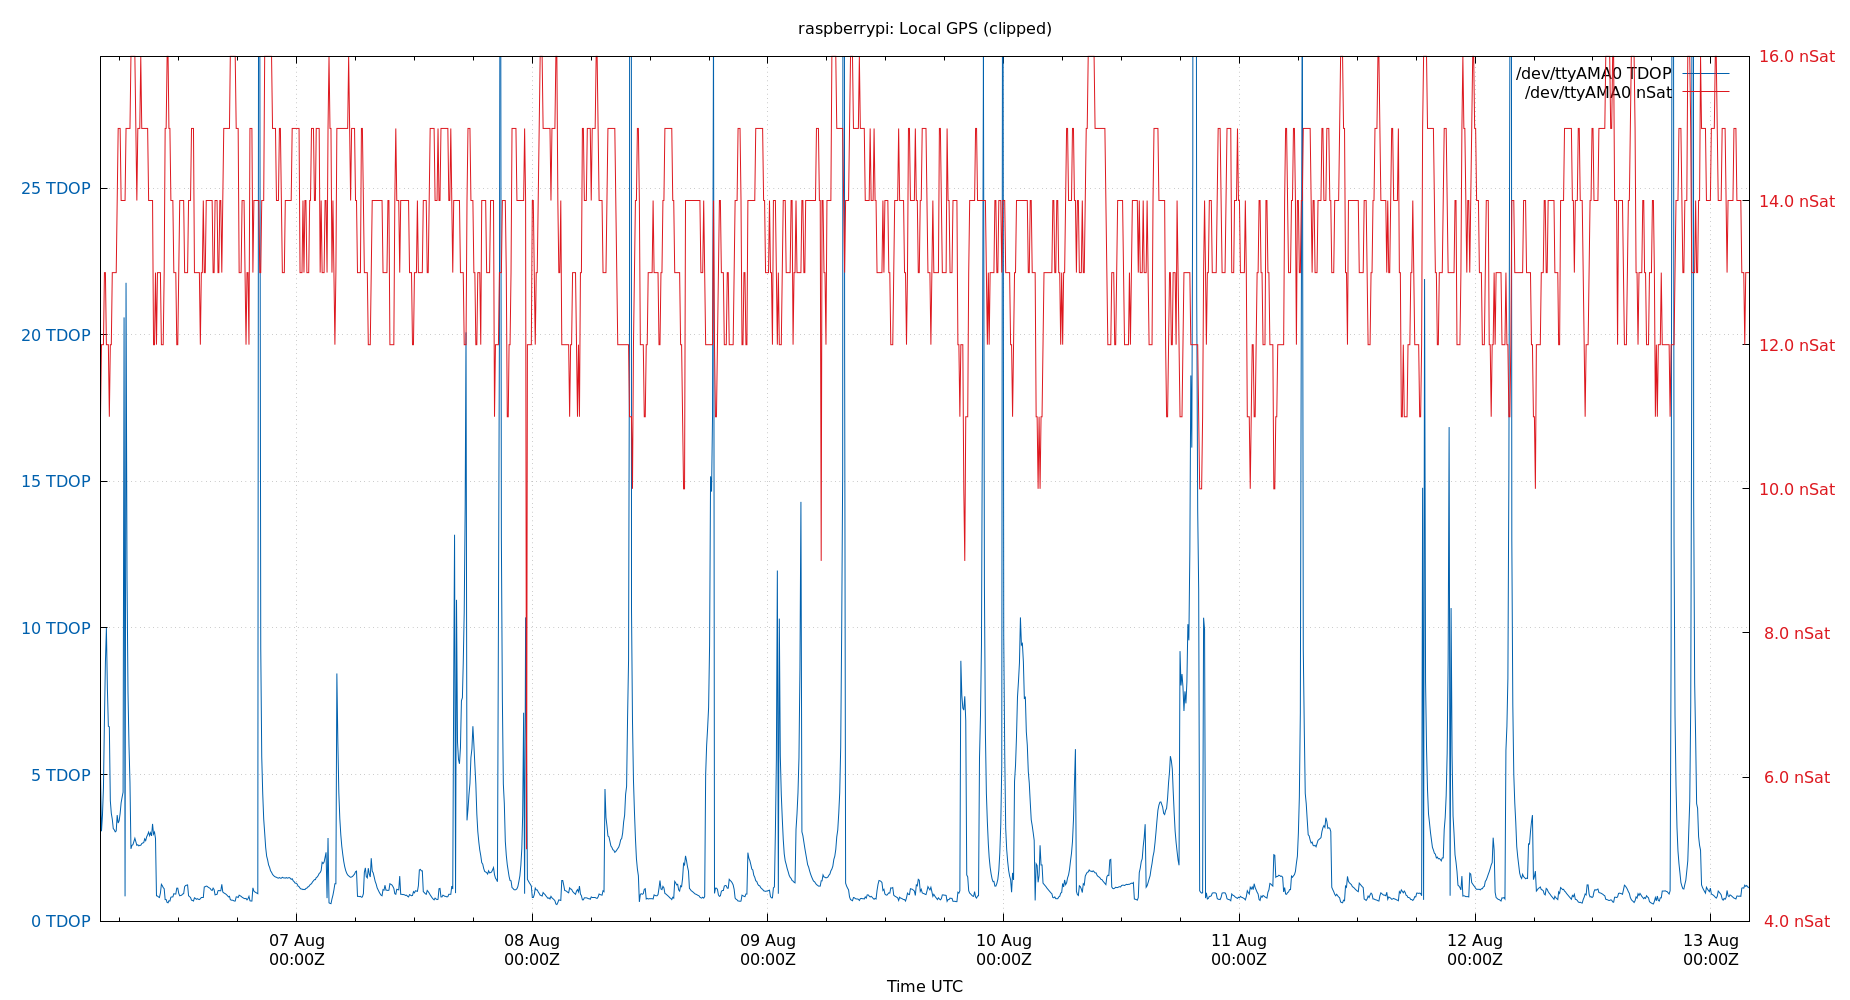 raspberrypi: Local GPS (clipped)
16.0 nSat
/dev/ttyAMA0 TDOP
/dev/ttyAMA0 nSat
25 TDOP
14.0 nSat
20 TDOP
12.0 nSat
15 TDOP
10.0 nSat
10 TDOP
8.0 nSat
5 TDOP
6.0 nSat
0 TDOP
4.0 nSat
07 Aug
00:00Z
08 Aug
00:00Z
09 Aug
00:00Z
10 Aug
00:00Z
11 Aug
00:00Z
12 Aug
00:00Z
13 Aug
00:00Z
Time UTC